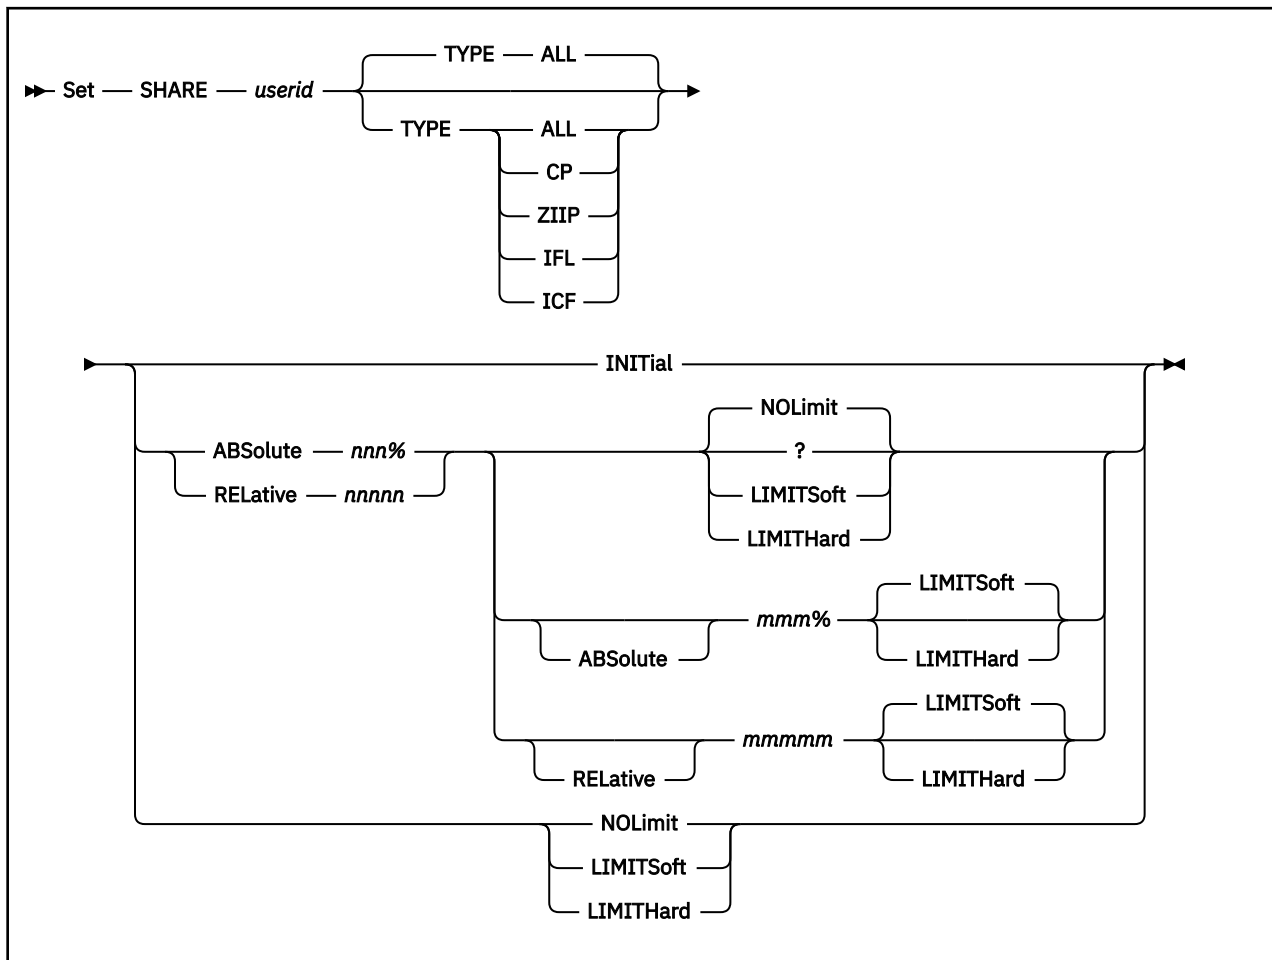 TYPE ALL
Set SHARE userid
TYPE ALL
CP
ZIIP
IFL
ICF
INITial
NOLimit
ABSolute nnn% ?
RELative nnnnn LIMITSoft
LIMITHard
LIMITSoft
mmm%
ABSolute LIMITHard
LIMITSoft
mmmmm
RELative LIMITHard
NOLimit
LIMITSoft
LIMITHard